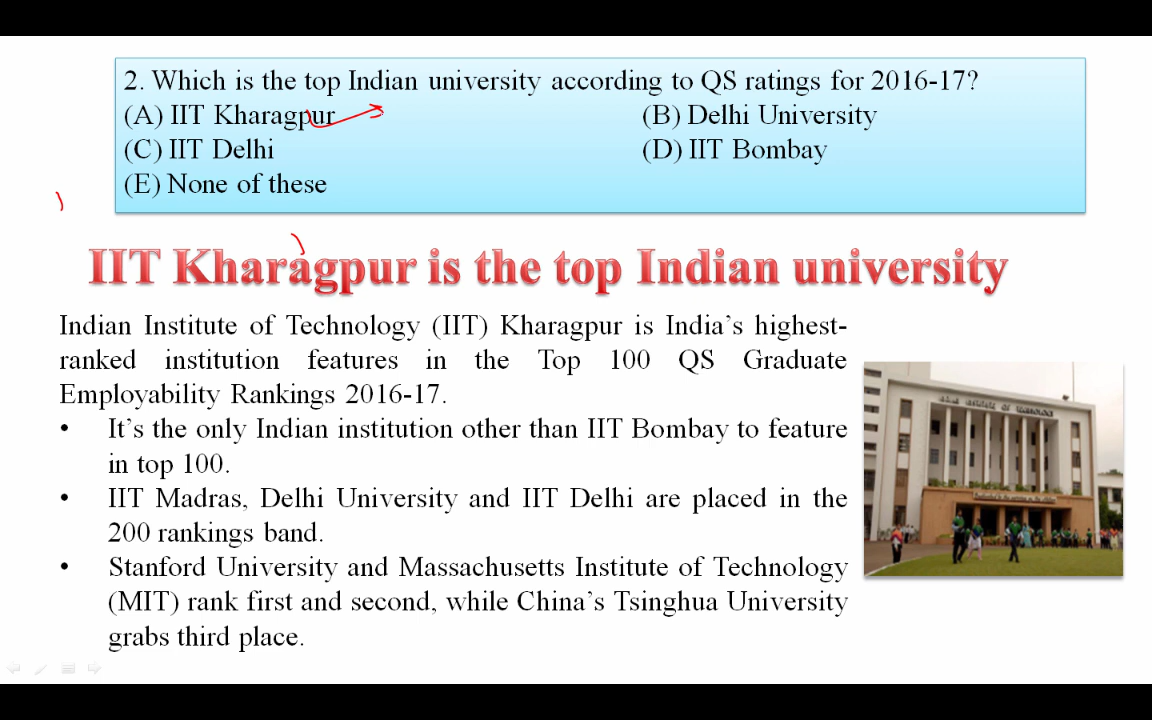 2. Which is the top Indian university according to QS ratings for 2016-17?
(A) IIT Kharagpur (B) Delhi University
(C) IIT Delhi (D) IIT Bombay
(E) None of these
IIT Kharagpur is the top Indian university
Indian Institute of Technology (IIT) Kharagpur is India’s highest-
ranked institution features in the Top 100 QS Graduate
Employability Rankings 2016-17.
• It’s the only Indian institution other than IIT Bombay to feature
in top 100.
• IIT Madras, Delhi University and IIT Delhi are placed in the
200 rankings band.
• Stanford University and Massachusetts Institute of Technology
(MIT) rank first and second, while China’s Tsinghua University
grabs third place.